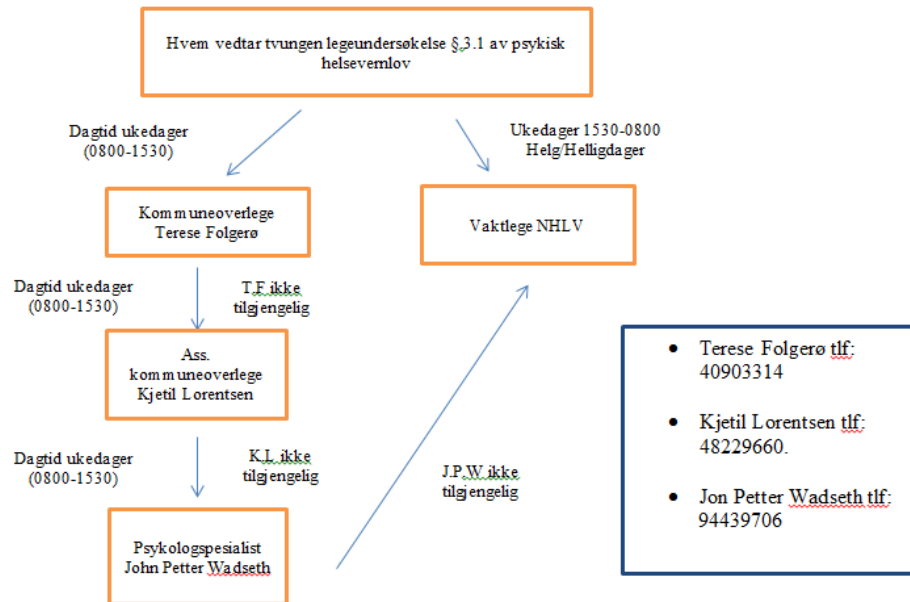 Hvem vedtar tvungen legeundersøkelse §.3.1 av psykisk
helsevernlov
Dagtid ukedager
(0800-1530)
Ukedager 1530-0800
Helg/Helligdager
Kommuneoverlege
Terese Folgerø
Vaktlege NHLV
Dagtid ukedager
(0800-1530)
T.F ikke
tilgjengelig
Ass.
kommuneoverlege
Kjetil Lorentsen
Dagtid ukedager
(0800-1530)
K.L ikke
tilgjengelig
J.P.W ikke
tilgjengelig
Psykologspesialist
John Petter Wadseth
• Terese Folgerø tlf:
40903314
• Kjetil Lorentsen tlf:
48229660.
• Jon Petter Wadseth tlf:
94439706